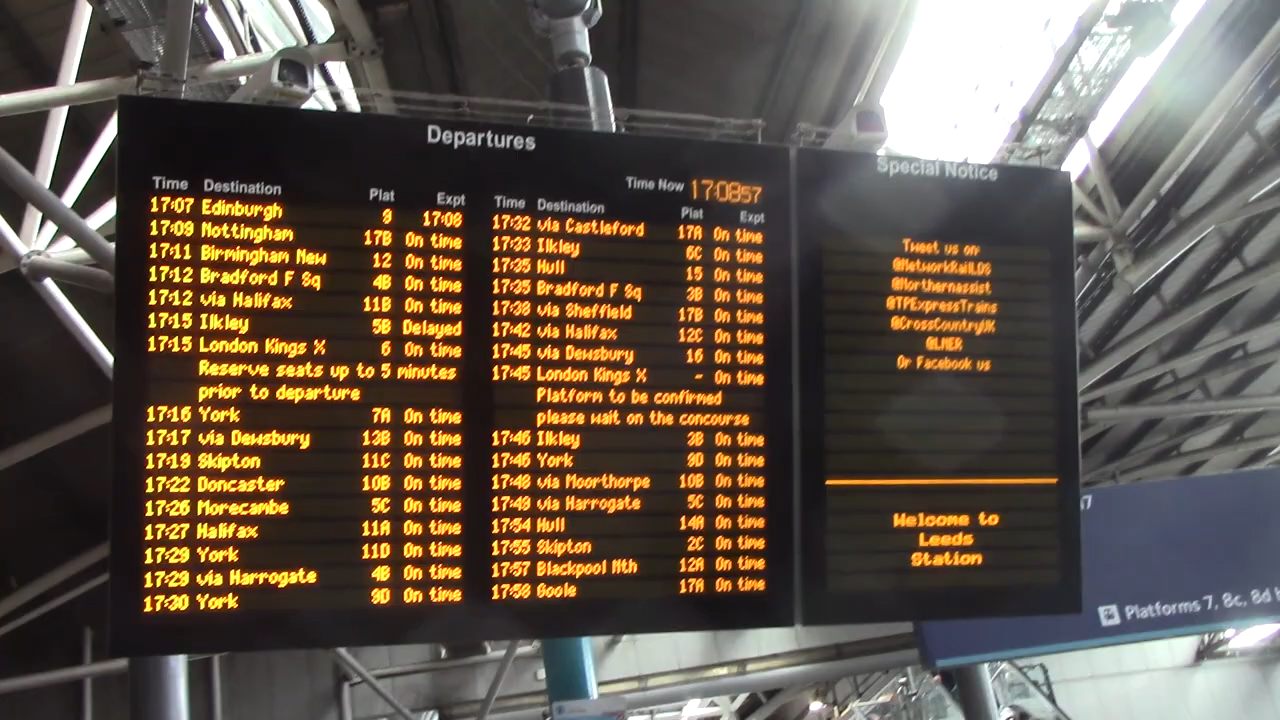 Departures
Time Destination Plat Expt
17:07 Edinburgh 9 17:08
17:09 Nottingham 17B On time
17:11 Birmingham New 12 On time
17:12 Bradford F Sq 4B On time
17:12 via Halifax 11B On time
17:15 Ilkley 5B Delayed
17:15 London Kings X 6 On time
Reserve seats up to 5 minutes
prior to departure
17:16 York 7A On time
17:17 via Dewsbury 13B On time
17:19 Skipton 11C On time
17:22 Doncaster 10B On time
17:26 Morecambe 5C On time
17:27 Halifax 11A On time
17:29 York 11D On time
17:29 via Harrogate 4B On time
17:30 York 9D On time
Time Now 17:0857
Time Destination Plat Expt
17:32 via Castleford 17A On time
17:33 Ilkley 6C On time
17:35 Hull 15 On time
17:35 Bradford F Sq 3B On time
17:38 via Sheffield 17B On time
17:42 via Halifax 12C On time
17:45 via Dewsbury 16 On time
17:45 London Kings X - On time
Platform to be confirmed
please wait on the concourse
17:46 Ilkley 3B On time
17:46 York 9D On time
17:48 via Moorthorpe 10B On time
17:49 via Harrogate 5C On time
17:54 Hull 14A On time
17:55 Skipton 2C On time
17:57 Blackpool Nth 12A On time
17:58 Goole 17A On time
Special Notice
Tweet us on
@NetworkRailLDS
@Northernassist
@TPExpressTrains
@CrossCountryUK
@LNER
Or Facebook us
Welcome to
Leeds
Station
Platforms 7, 8c, 8d